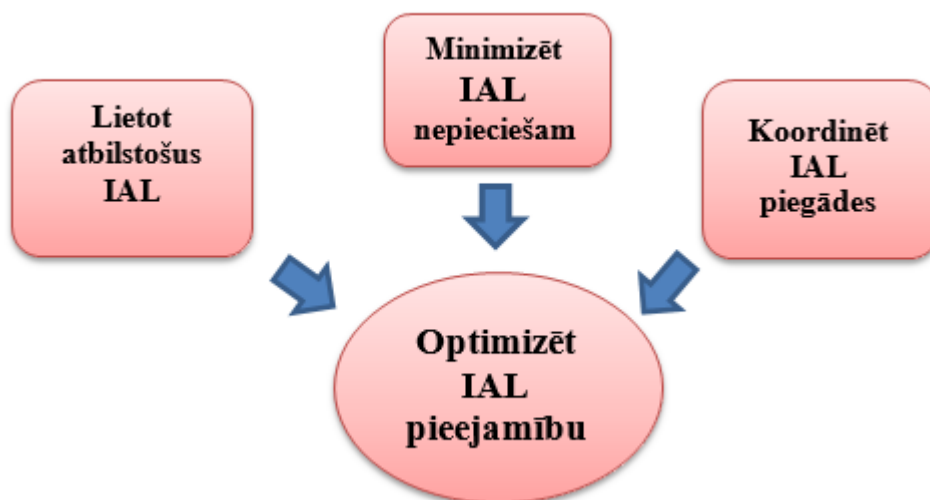 Lietot
atbilstošus
IAL
Minimizēt
IAL
nepieciešam
Koordinēt
IAL
piegādes
Optimizēt
IAL
pieejamību